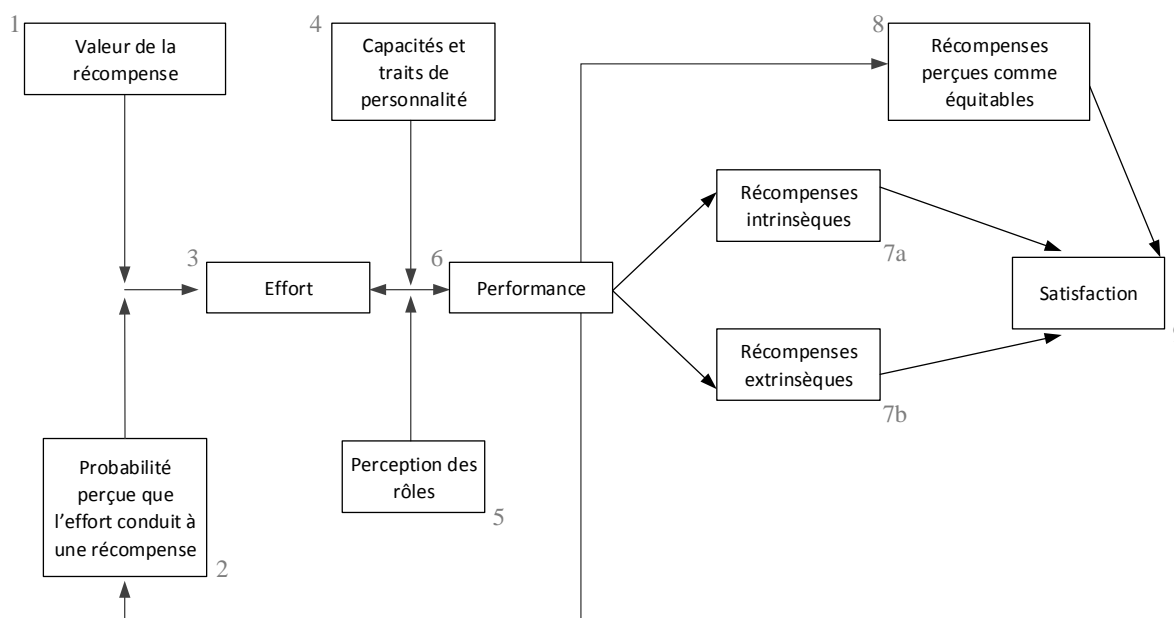 1
Valeur de la
récompense
4
Capacités et
traits de
personnalité
8
Récompenses
perçues comme
équitables
Récompenses
intrinsèques
7a
3
Effort
6
Performance
Satisfaction
Récompenses
extrinsèques
7b
Probabilité
perçue que
l'effort conduit à
une récompense
2
Perception des
rôles
5